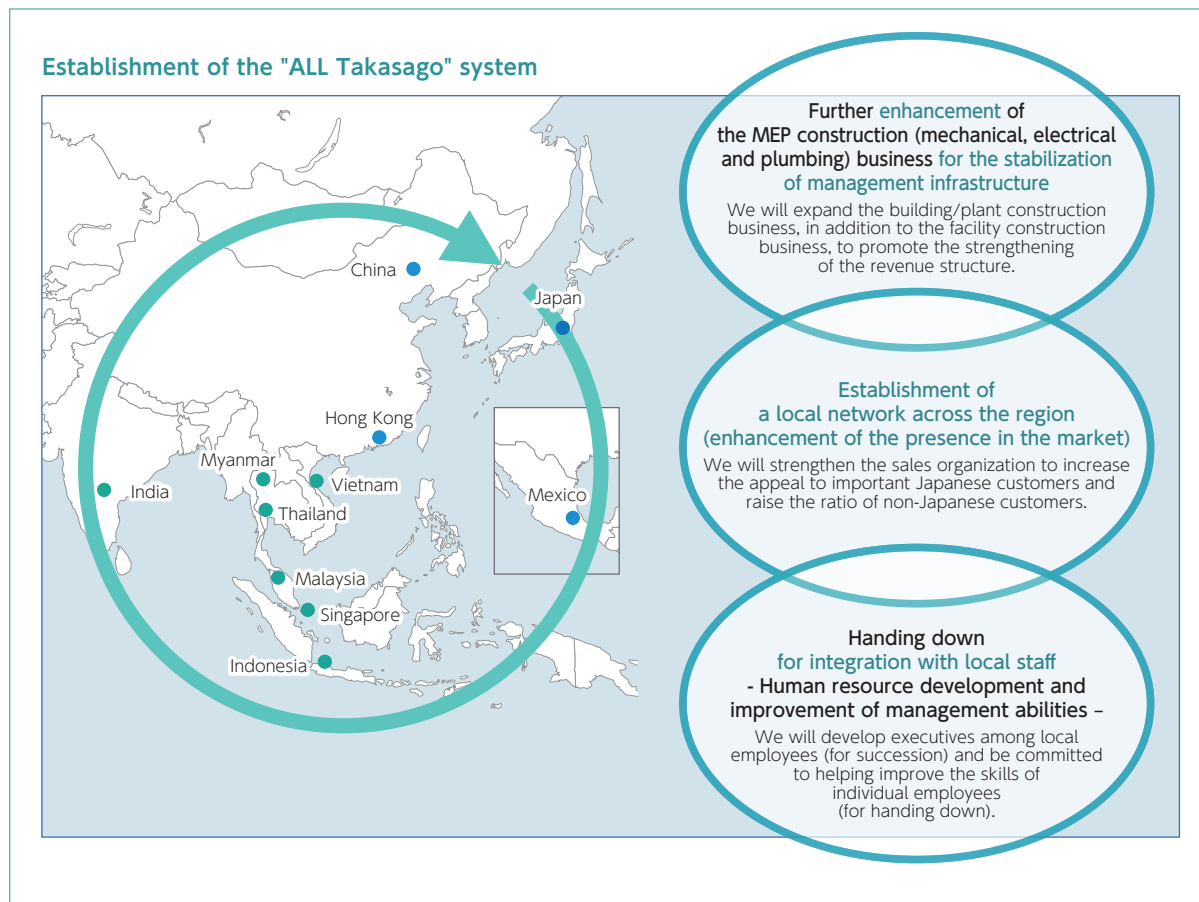 Establishment of the "ALL Takasago" system
China
Japan
Hong Kong
Myanmar
India
Vietnam
Thailand
Mexico
Malaysia
Singapore
Indonesia
Further enhancement of
the MEP construction (mechanical, electrical
and plumbing) business for the stabilization
of management infrastructure
We will expand the building/plant construction
business, in addition to the facility construction
business, to promote the strengthening
of the revenue structure.
Establishment of
a local network across the region
(enhancement of the presence in the market)
We will strengthen the sales organization to increase
the appeal to important Japanese customers and
raise the ratio of non-Japanese customers.
Handing down
for integration with local staff
- Human resource development and
improvement of management abilities –
We will develop executives among local
employees (for succession) and be committed
to helping improve the skills of
individual employees
(for handing down).